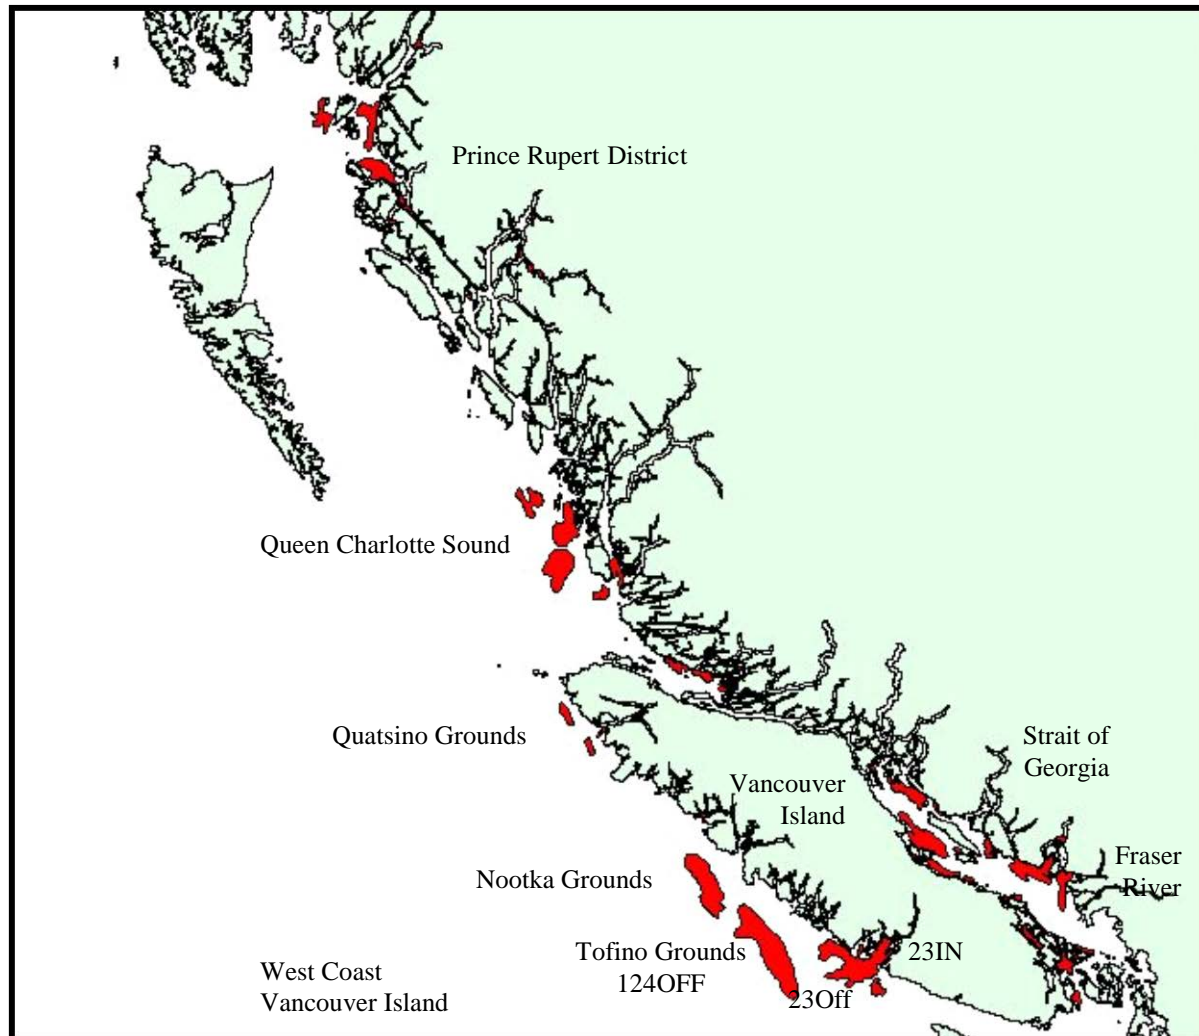 Prince Rupert District
Queen Charlotte Sound
Quatsino Grounds
Strait of
Georgia
Vancouver
Island
Fraser
River
Nootka Grounds
Tofino Grounds
124OFF
23IN
23Off
West Coast
Vancouver Island